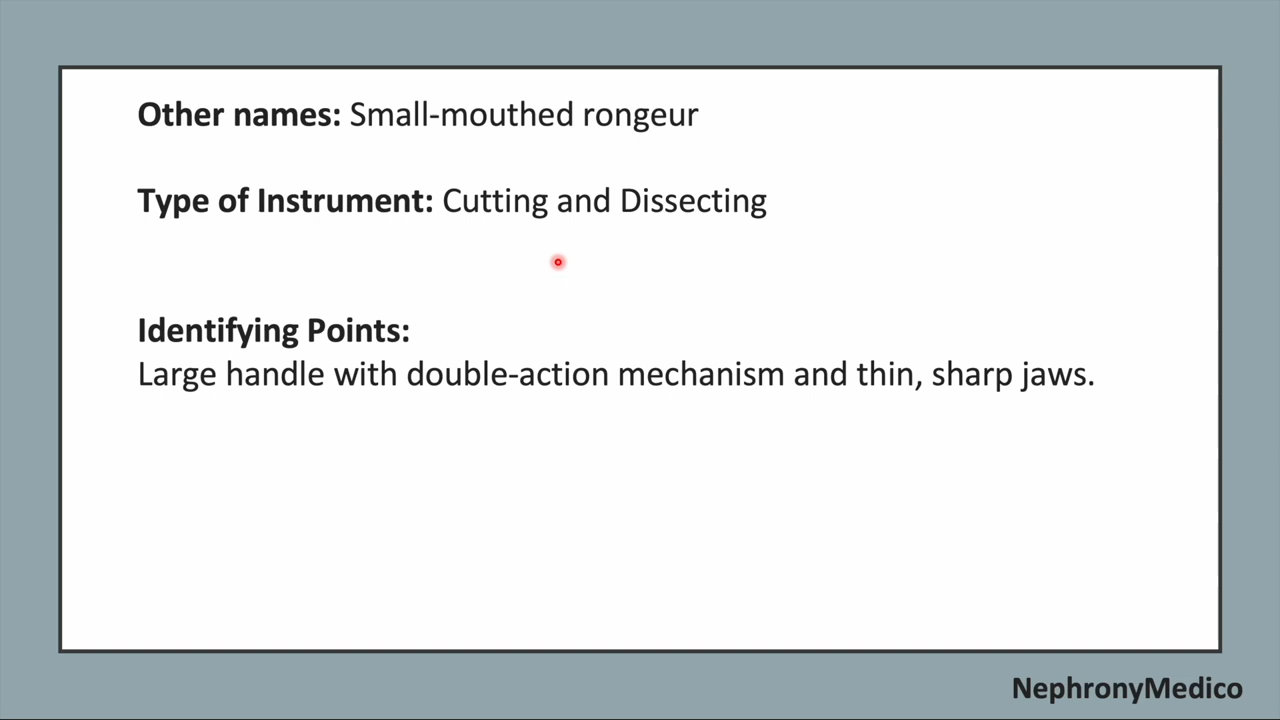 Other names: Small-mouthed rongeur
Type of Instrument: Cutting and Dissecting
Identifying Points:
Large handle with double-action mechanism and thin, sharp jaws.
NephronyMedico